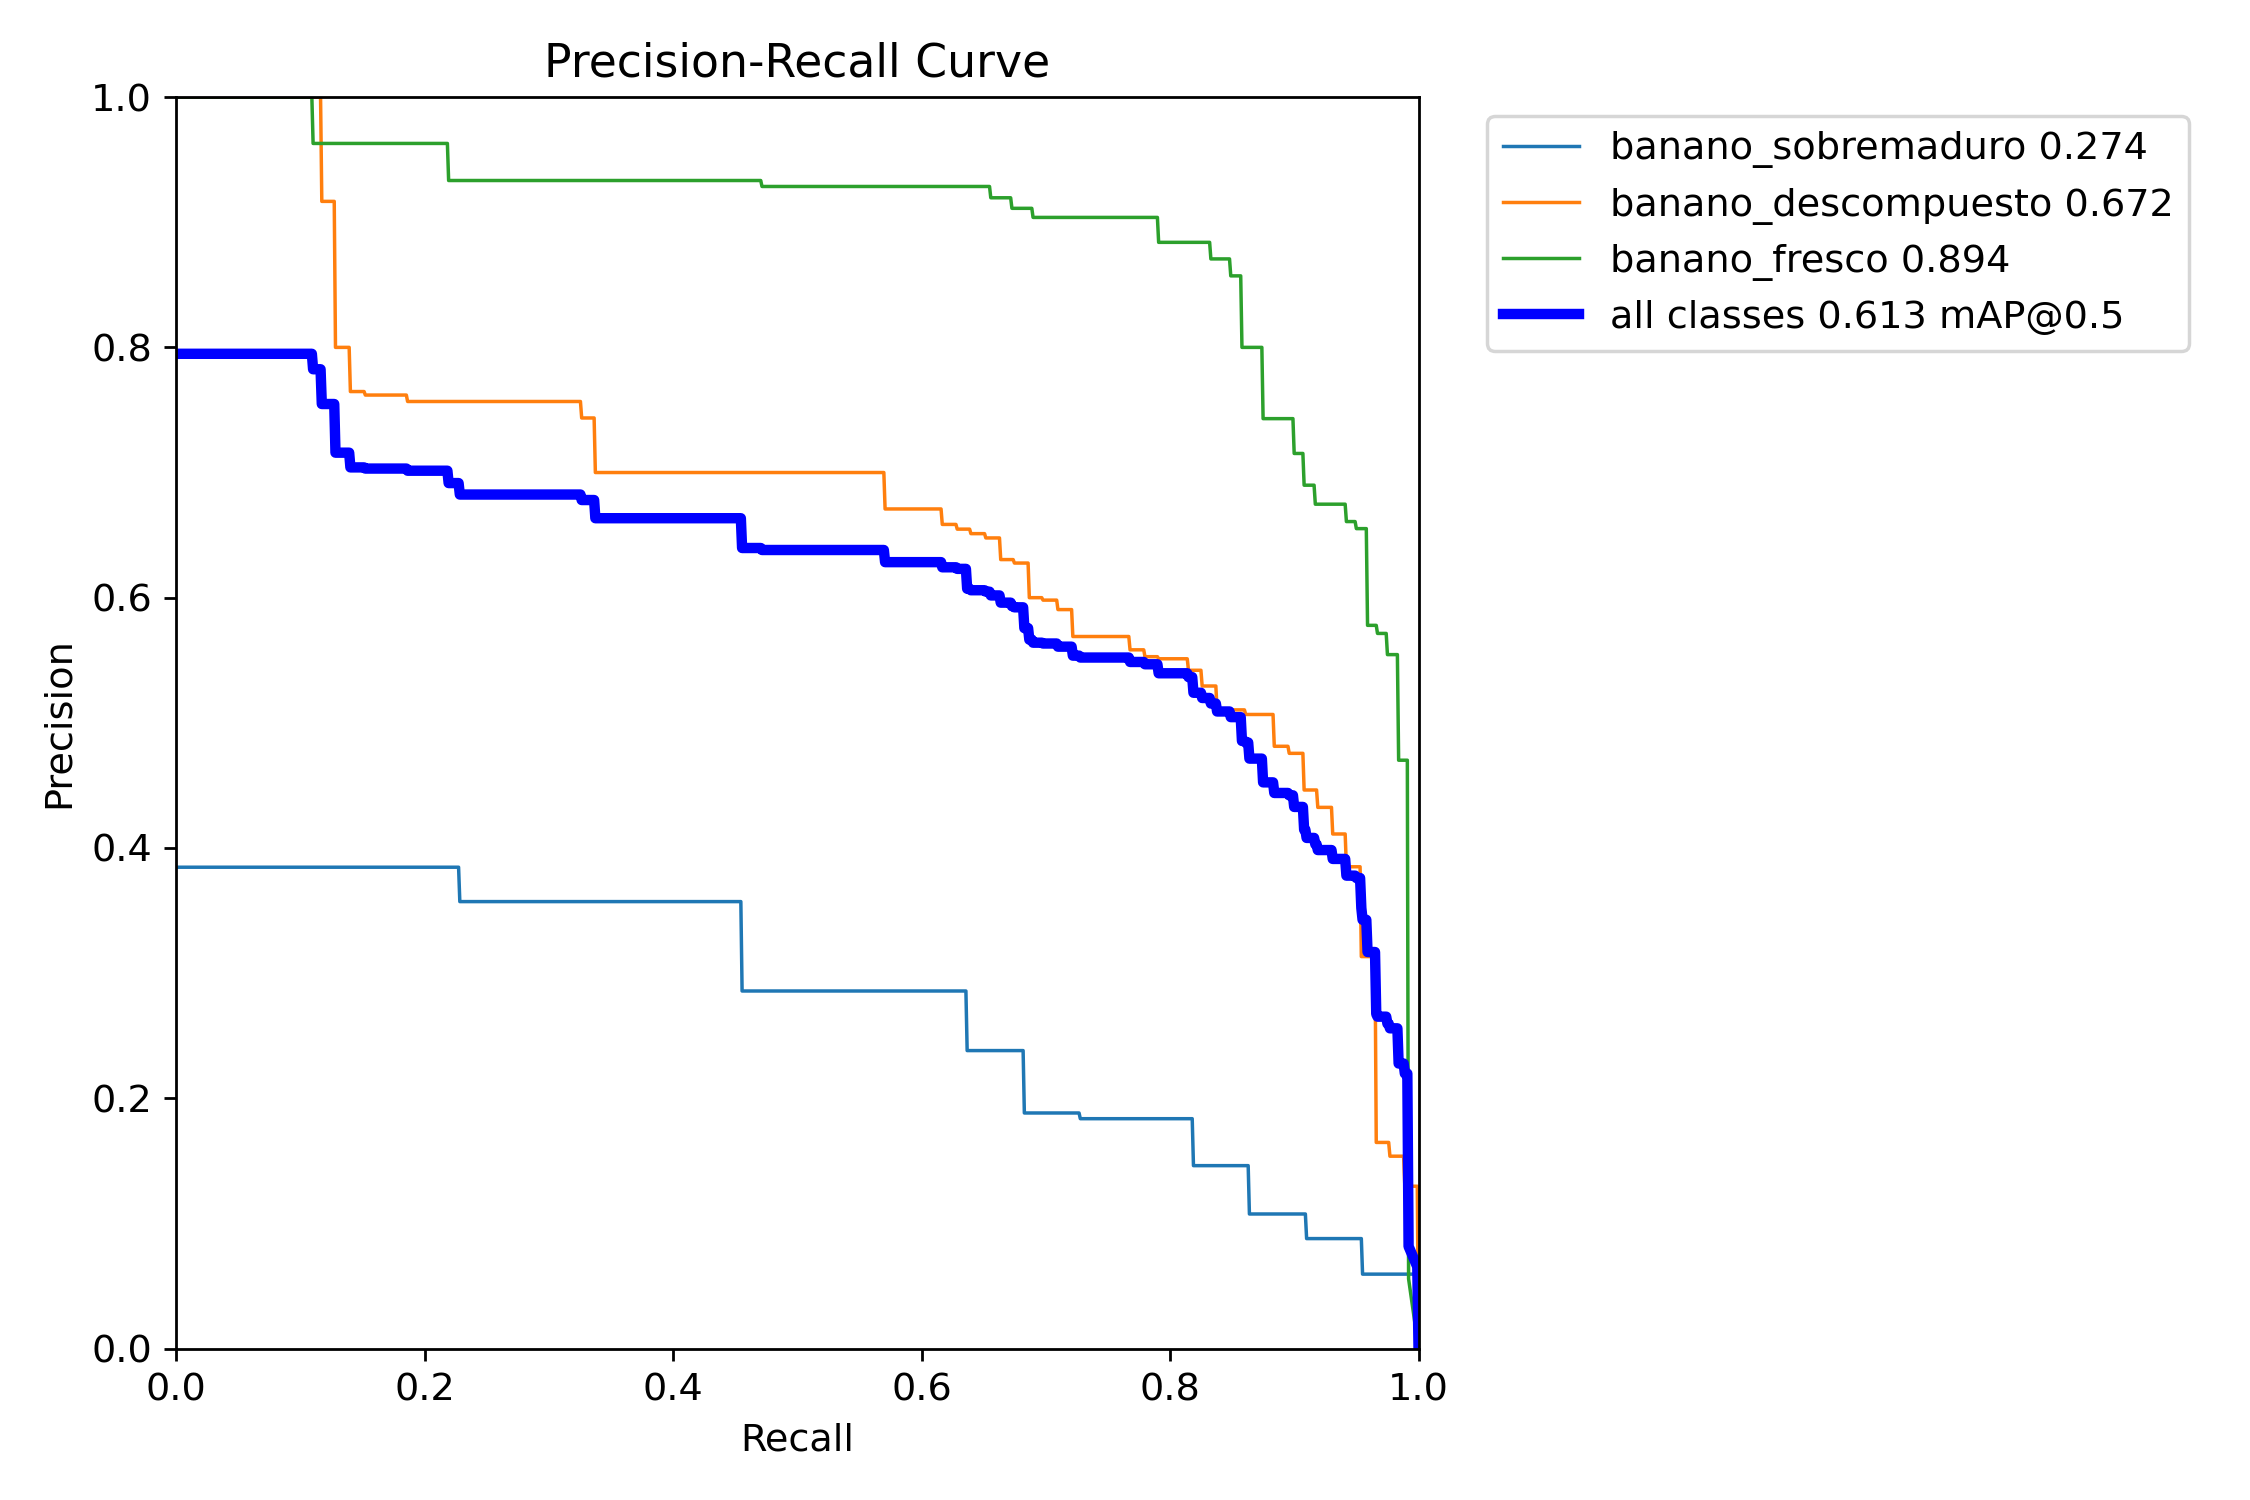 Precision-Recall Curve
1.0
0.8
0.6
0.4
0.2
0.0
Precision
0.0 0.2 0.4 0.6 0.8 1.0
Recall
banano_sobremaduro 0.274
banano_descompuesto 0.672
banano_fresco 0.894
all classes 0.613 mAP@0.5